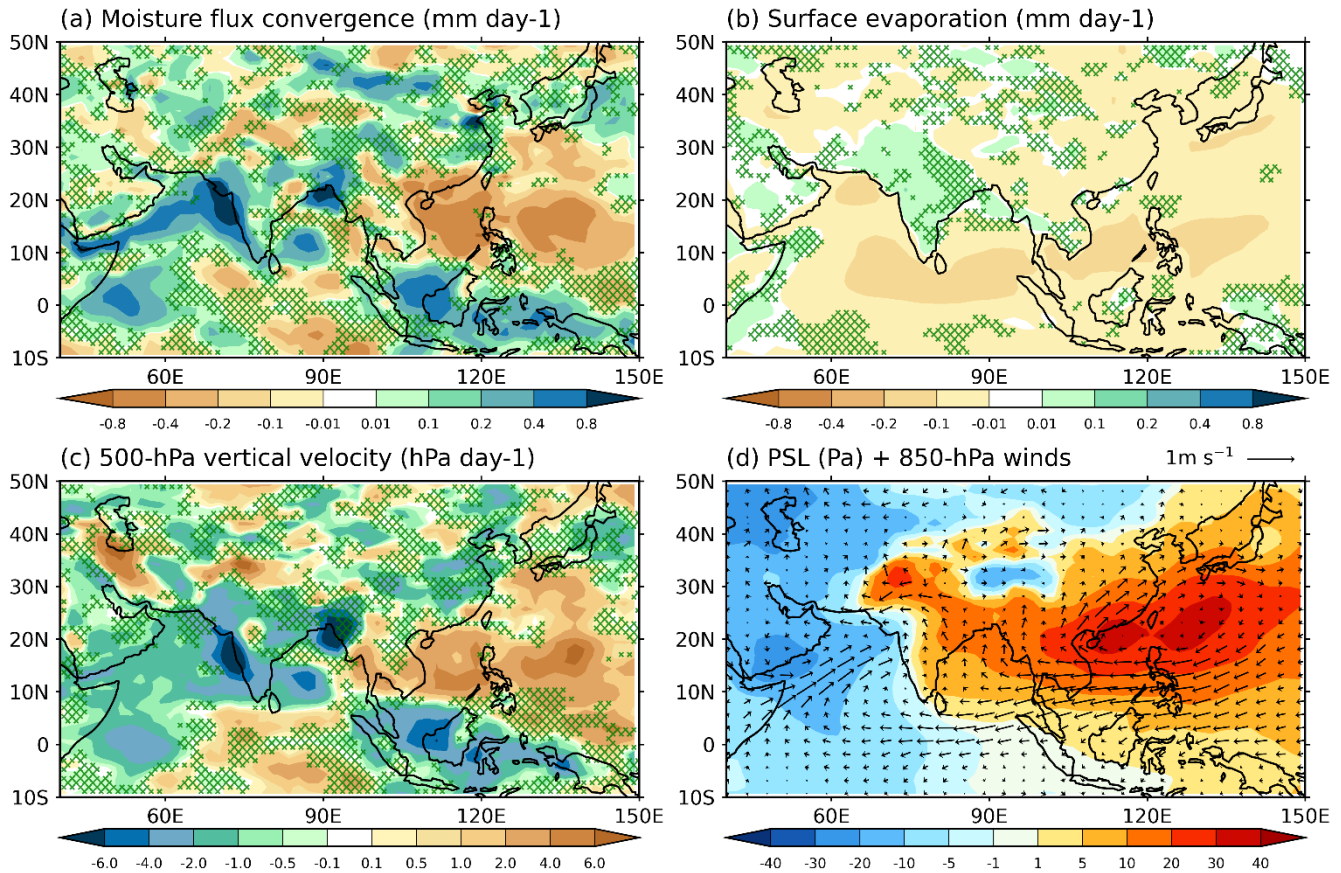 (a) Moisture flux convergence (mm day-1)
50N
40N
30N
20N
10N
0
10S
60E 90E 120E 150E
-0.8 -0.4 -0.2 -0.1 -0.01 0.01 0.1 0.2 0.4 0.8
(b) Surface evaporation (mm day-1)
50N
40N
30N
20N
10N
0
10S
60E 90E 120E 150E
-0.8 -0.4 -0.2 -0.1 -0.01 0.01 0.1 0.2 0.4 0.8
(c) 500-hPa vertical velocity (hPa day-1)
50N
40N
30N
20N
10N
0
10S
60E 90E 120E 150E
-6.0 -4.0 -2.0 -1.0 -0.5 -0.1 0.1 0.5 1.0 2.0 4.0 6.0
(d) PSL (Pa) + 850-hPa winds 1m s⁻¹
50N
40N
30N
20N
10N
0
10S
60E 90E 120E 150E
-40 -30 -20 -10 -5 -1 1 5 10 20 30 40